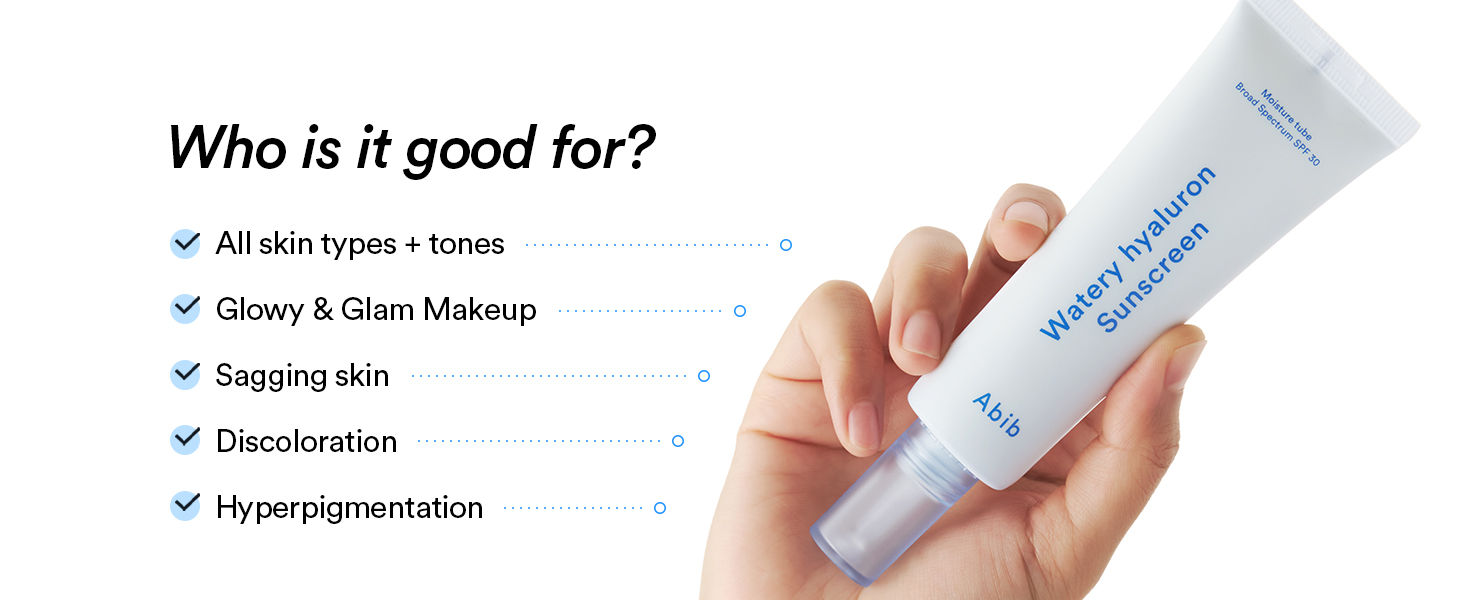 Who is it good for?
All skin types + tones
Glowy & Glam Makeup
Sagging skin
Discoloration
Hyperpigmentation
Moisture tube
Broad Spectrum SPF 30
Watery hyaluron
Sunscreen
Abib